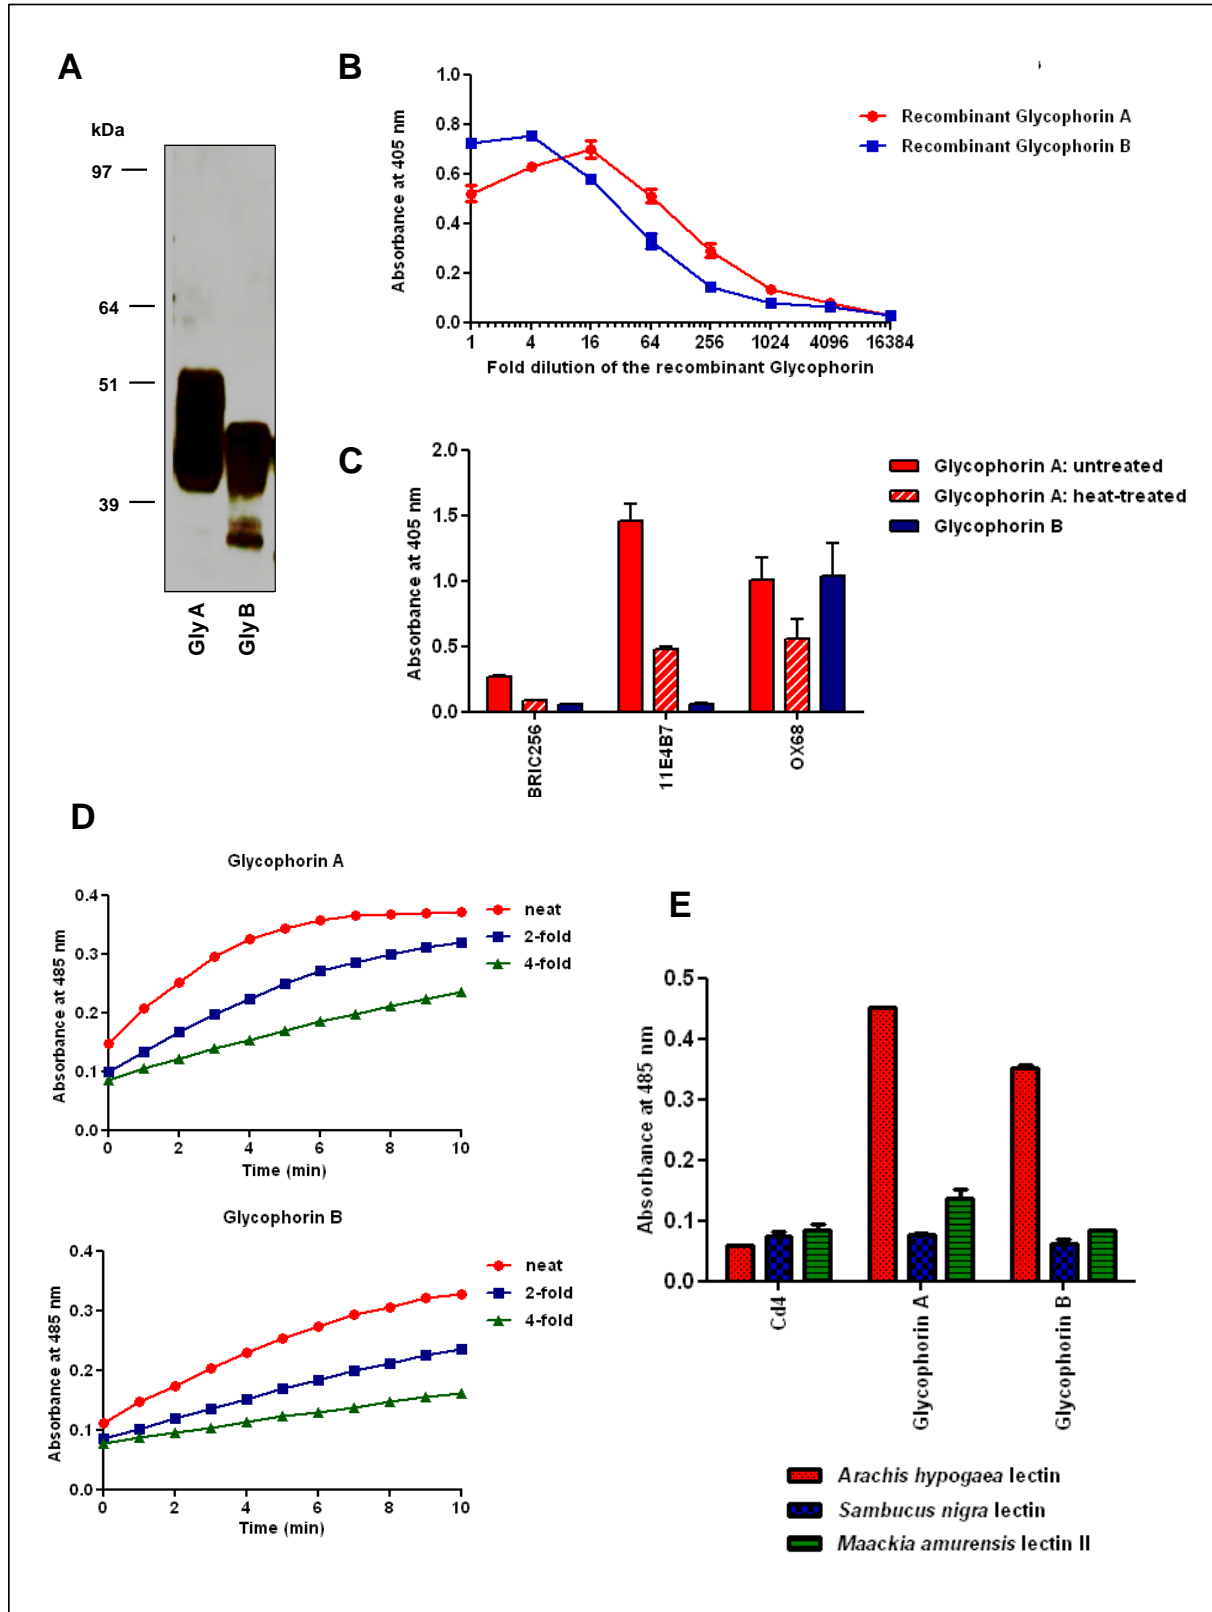 A
kDa
97
64
51
39
Gly A
Gly B
B
1.0
0.8
0.6
0.4
0.2
0.0
Absorbance at 405 nm
1 4 16 64 256 1024 4096 16384
Fold dilution of the recombinant Glycophorin
Recombinant Glycophorin A
Recombinant Glycophorin B
C
2.0
1.5
1.0
0.5
0.0
Absorbance at 405 nm
BRIC256
11E4B7
OX68
Glycophorin A: untreated
Glycophorin A: heat-treated
Glycophorin B
D
Glycophorin A
0.4
0.3
0.2
0.1
0.0
Absorbance at 485 nm
0 2 4 6 8 10
Time (min)
neat
2-fold
4-fold
Glycophorin B
0.4
0.3
0.2
0.1
0.0
Absorbance at 485 nm
0 2 4 6 8 10
Time (min)
neat
2-fold
4-fold
E
0.5
0.4
0.3
0.2
0.1
0.0
Absorbance at 485 nm
Cd4
Glycophorin A
Glycophorin B
Arachis hypogaea lectin
Sambucus nigra lectin
Maackia amurensis lectin II